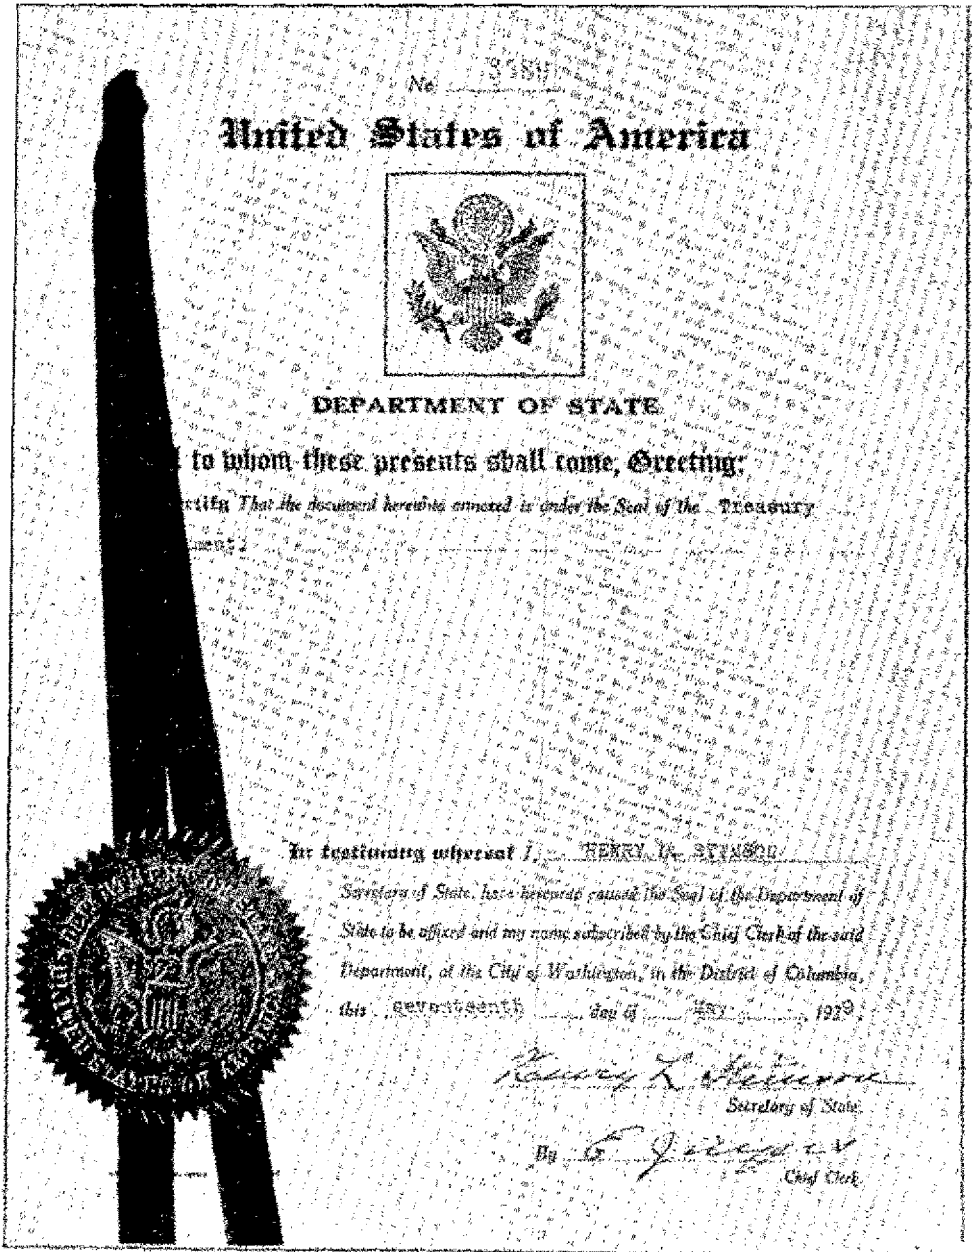 No.
United States of America
DEPARTMENT OF STATE
to whom these presents shall come, Greeting:
That the document hereunto annexed is under the Seal of the Treasury
In testimony whereof I, HENRY L. STIMSON
Secretary of State, have hereunto caused the Seal of the Department of
State to be affixed and my name subscribed by the Chief Clerk of the said
Department, at the City of Washington, in the District of Columbia,
this seventeenth day of May, 1929.
Henry L Stimson
Secretary of State
By
Chief Clerk.